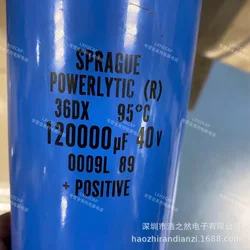 SPRAGUE
POWERLYTIC (R)
36DX 95°C
120000µF 40V
0009L 89
+ POSITIVE
深圳市浩之然电子有限公司
haozhirandianzi.1688.com